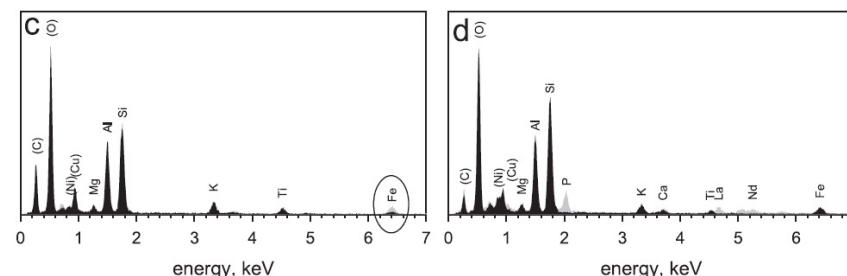 c
(C)
(O)
(Ni)
(Cu)
Mg
Al
Si
K
Ti
Fe
0 1 2 3 4 5 6 7
energy, keV
d
(C)
(O)
(Ni)
(Cu)
Mg
Al
Si
P
K
Ca
Ti
La
Nd
Fe
0 1 2 3 4 5 6
energy, keV